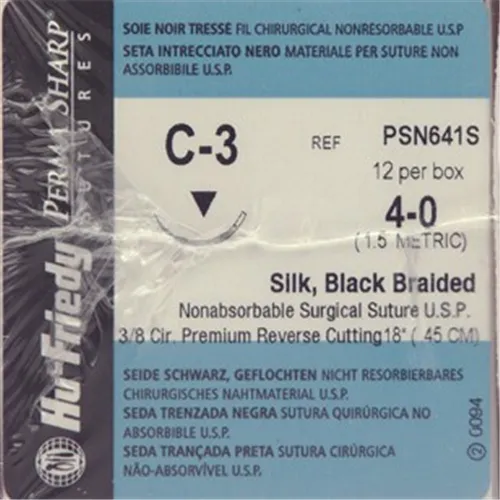 SOIE NOIR TRESSE FIL CHIRURGICAL NONRESORBABLE U.S.P
SETA INTRECCIATO NERO MATERIALE PER SUTURE NON
ASSORBIBILE U.S.P.
Hu-Friedy
PERMA SHARP®
SUTURES
C-3
REF PSN641S
12 per box
4-0
(1.5 METRIC)
Silk, Black Braided
Nonabsorbable Surgical Suture U.S.P.
3/8 Cir. Premium Reverse Cutting 18" ( 45 CM)
SEIDE SCHWARZ, GEFLOCHTEN NICHT RESORBIERBARES
CHIRURGISCHES NAHTMATERIAL U.S.P.
SEDA TRENZADA NEGRA SUTURA QUIRÚRGICA NO
ABSORBIBLE U.S.P.
SEDA TRANÇADA PRETA SUTURA CIRÚRGICA
NÃO-ABSORVÍVEL U.S.P.
② 0094